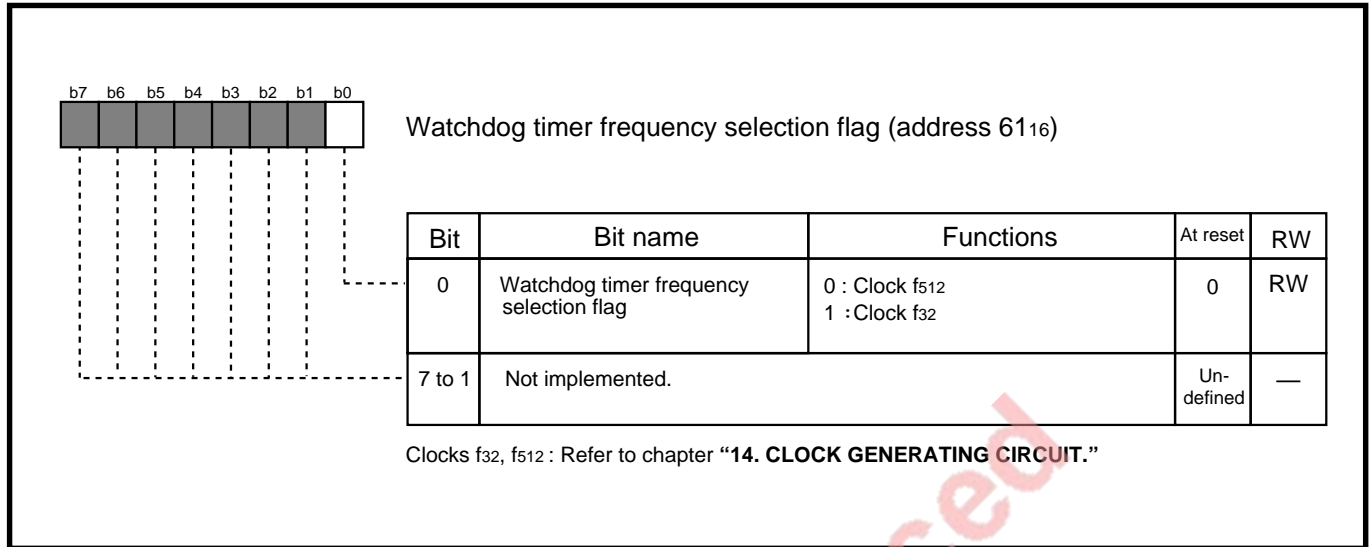 b7 b6 b5 b4 b3 b2 b1 b0
Watchdog timer frequency selection flag (address 6116)
Bit Bit name Functions At reset RW
0 Watchdog timer frequency selection flag 0 : Clock f512 0 RW
1 : Clock f32
7 to 1 Not implemented. Un-defined —
Clocks f32, f512 : Refer to chapter “14. CLOCK GENERATING CIRCUIT.”